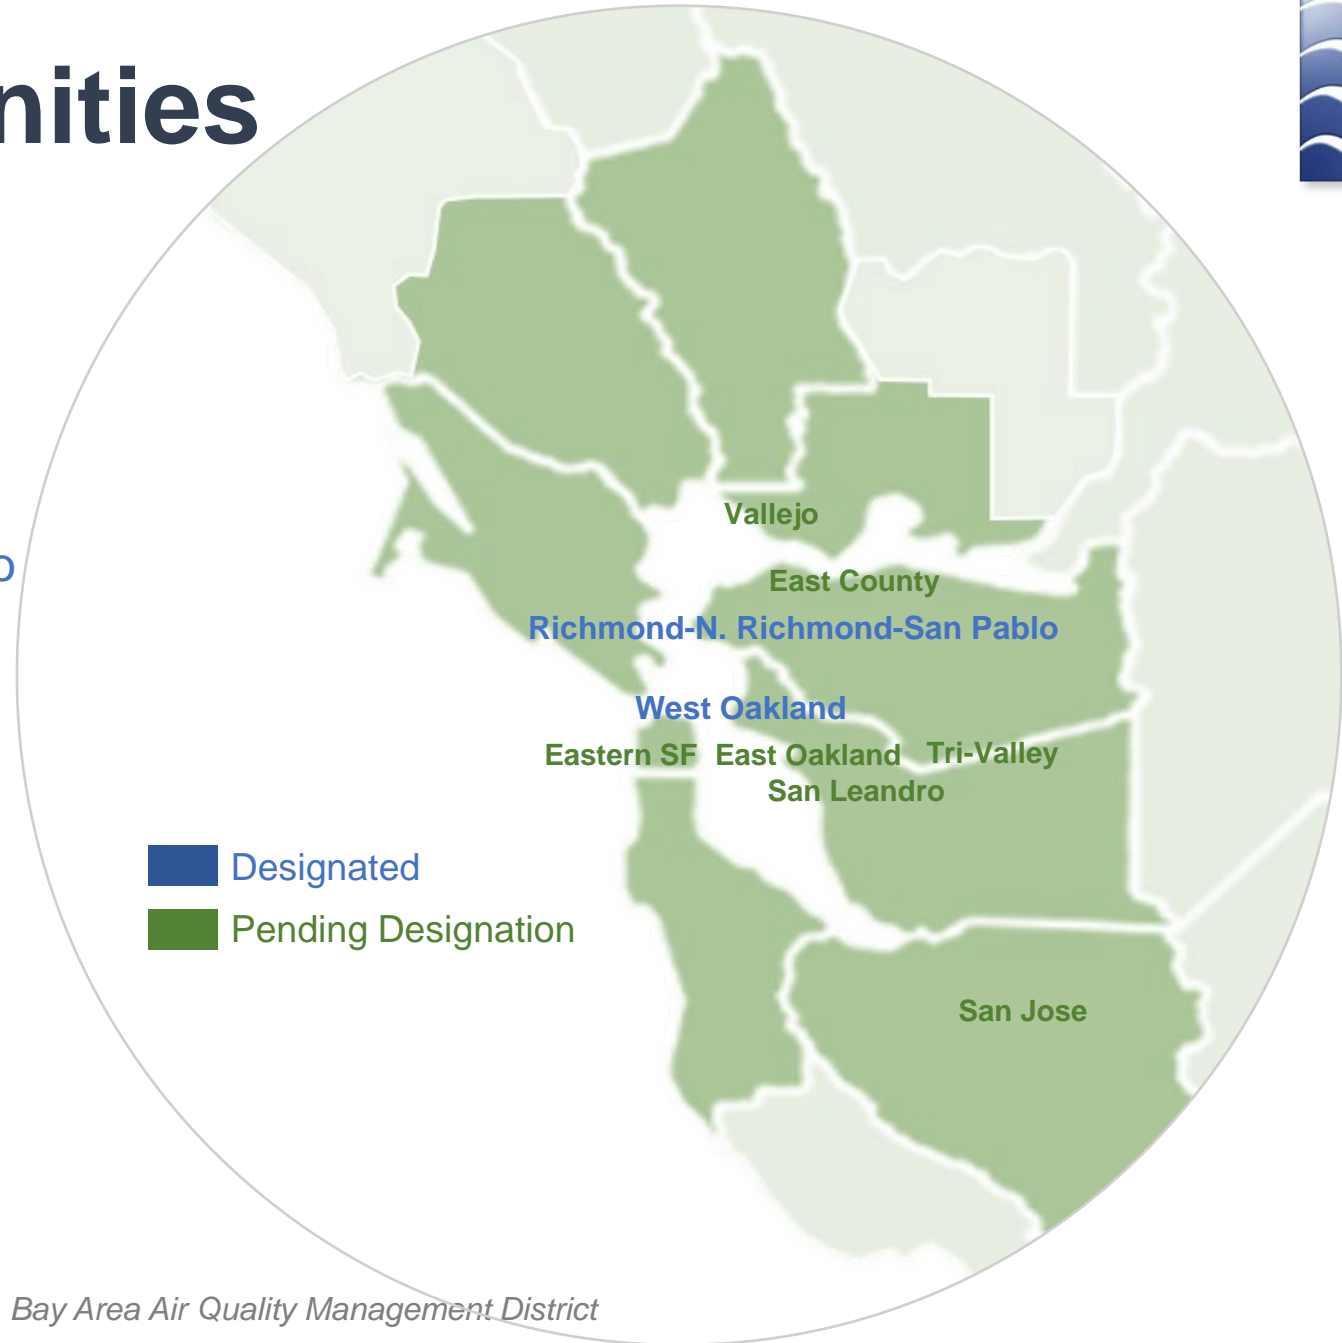 nities
Vallejo
o
East County
Richmond-N. Richmond-San Pablo
West Oakland
Eastern SF East Oakland Tri-Valley
San Leandro
Designated
Pending Designation
San Jose
Bay Area Air Quality Management District